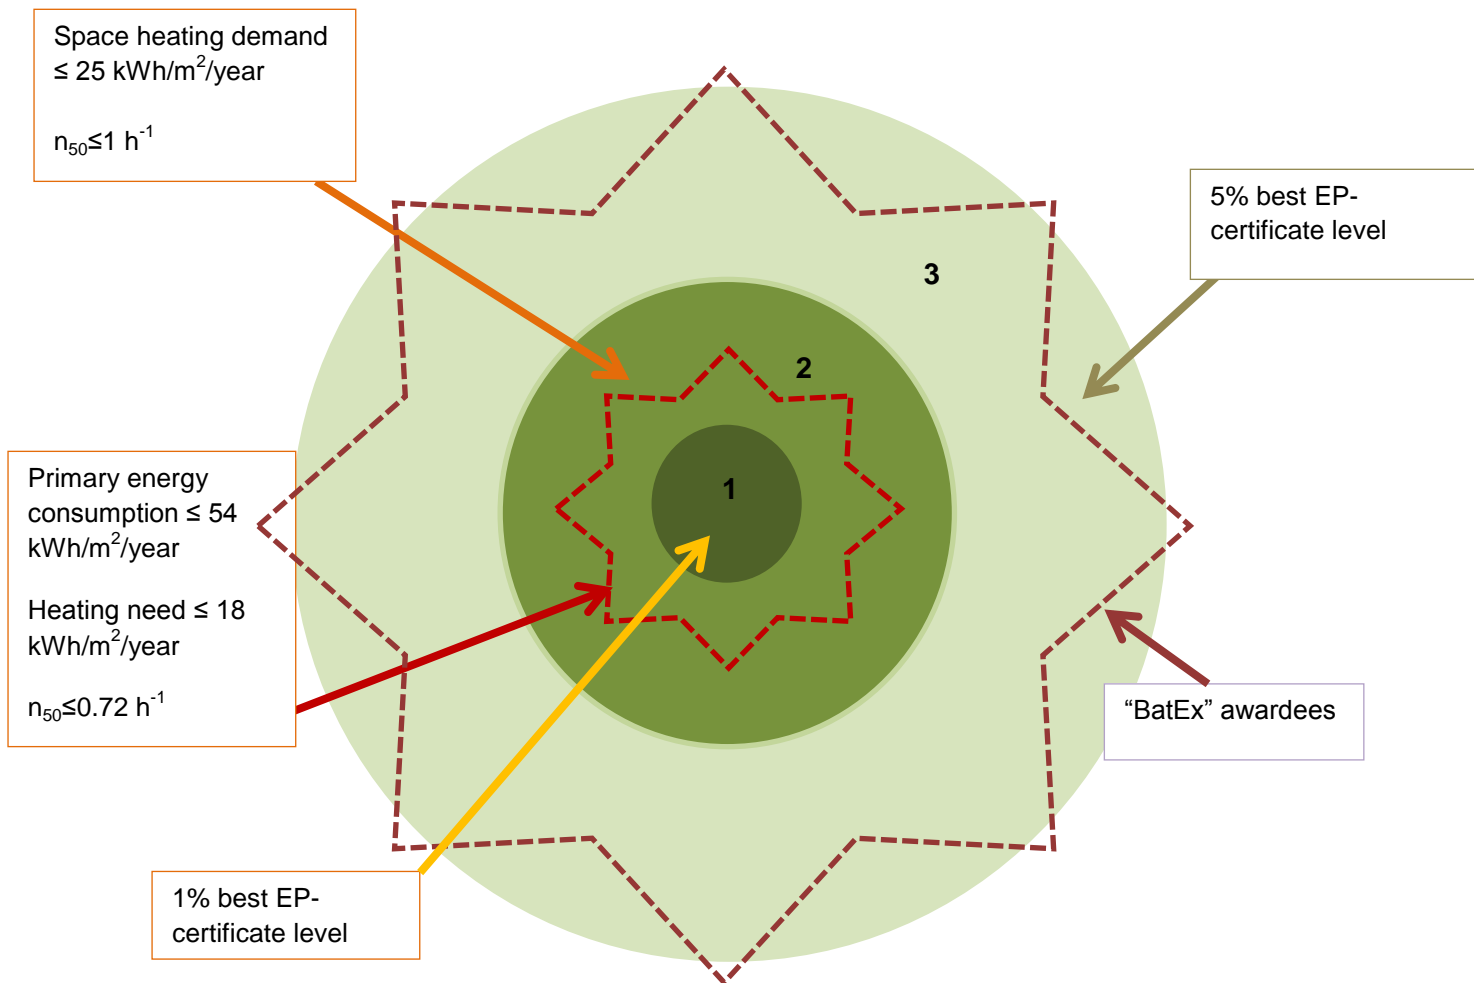 Space heating demand
≤ 25 kWh/m²/year
n₅₀≤1 h⁻¹
5% best EP-
certificate level
3
2
1
Primary energy
consumption ≤ 54
kWh/m²/year
Heating need ≤ 18
kWh/m²/year
n₅₀≤0.72 h⁻¹
“BatEx” awardees
1% best EP-
certificate level